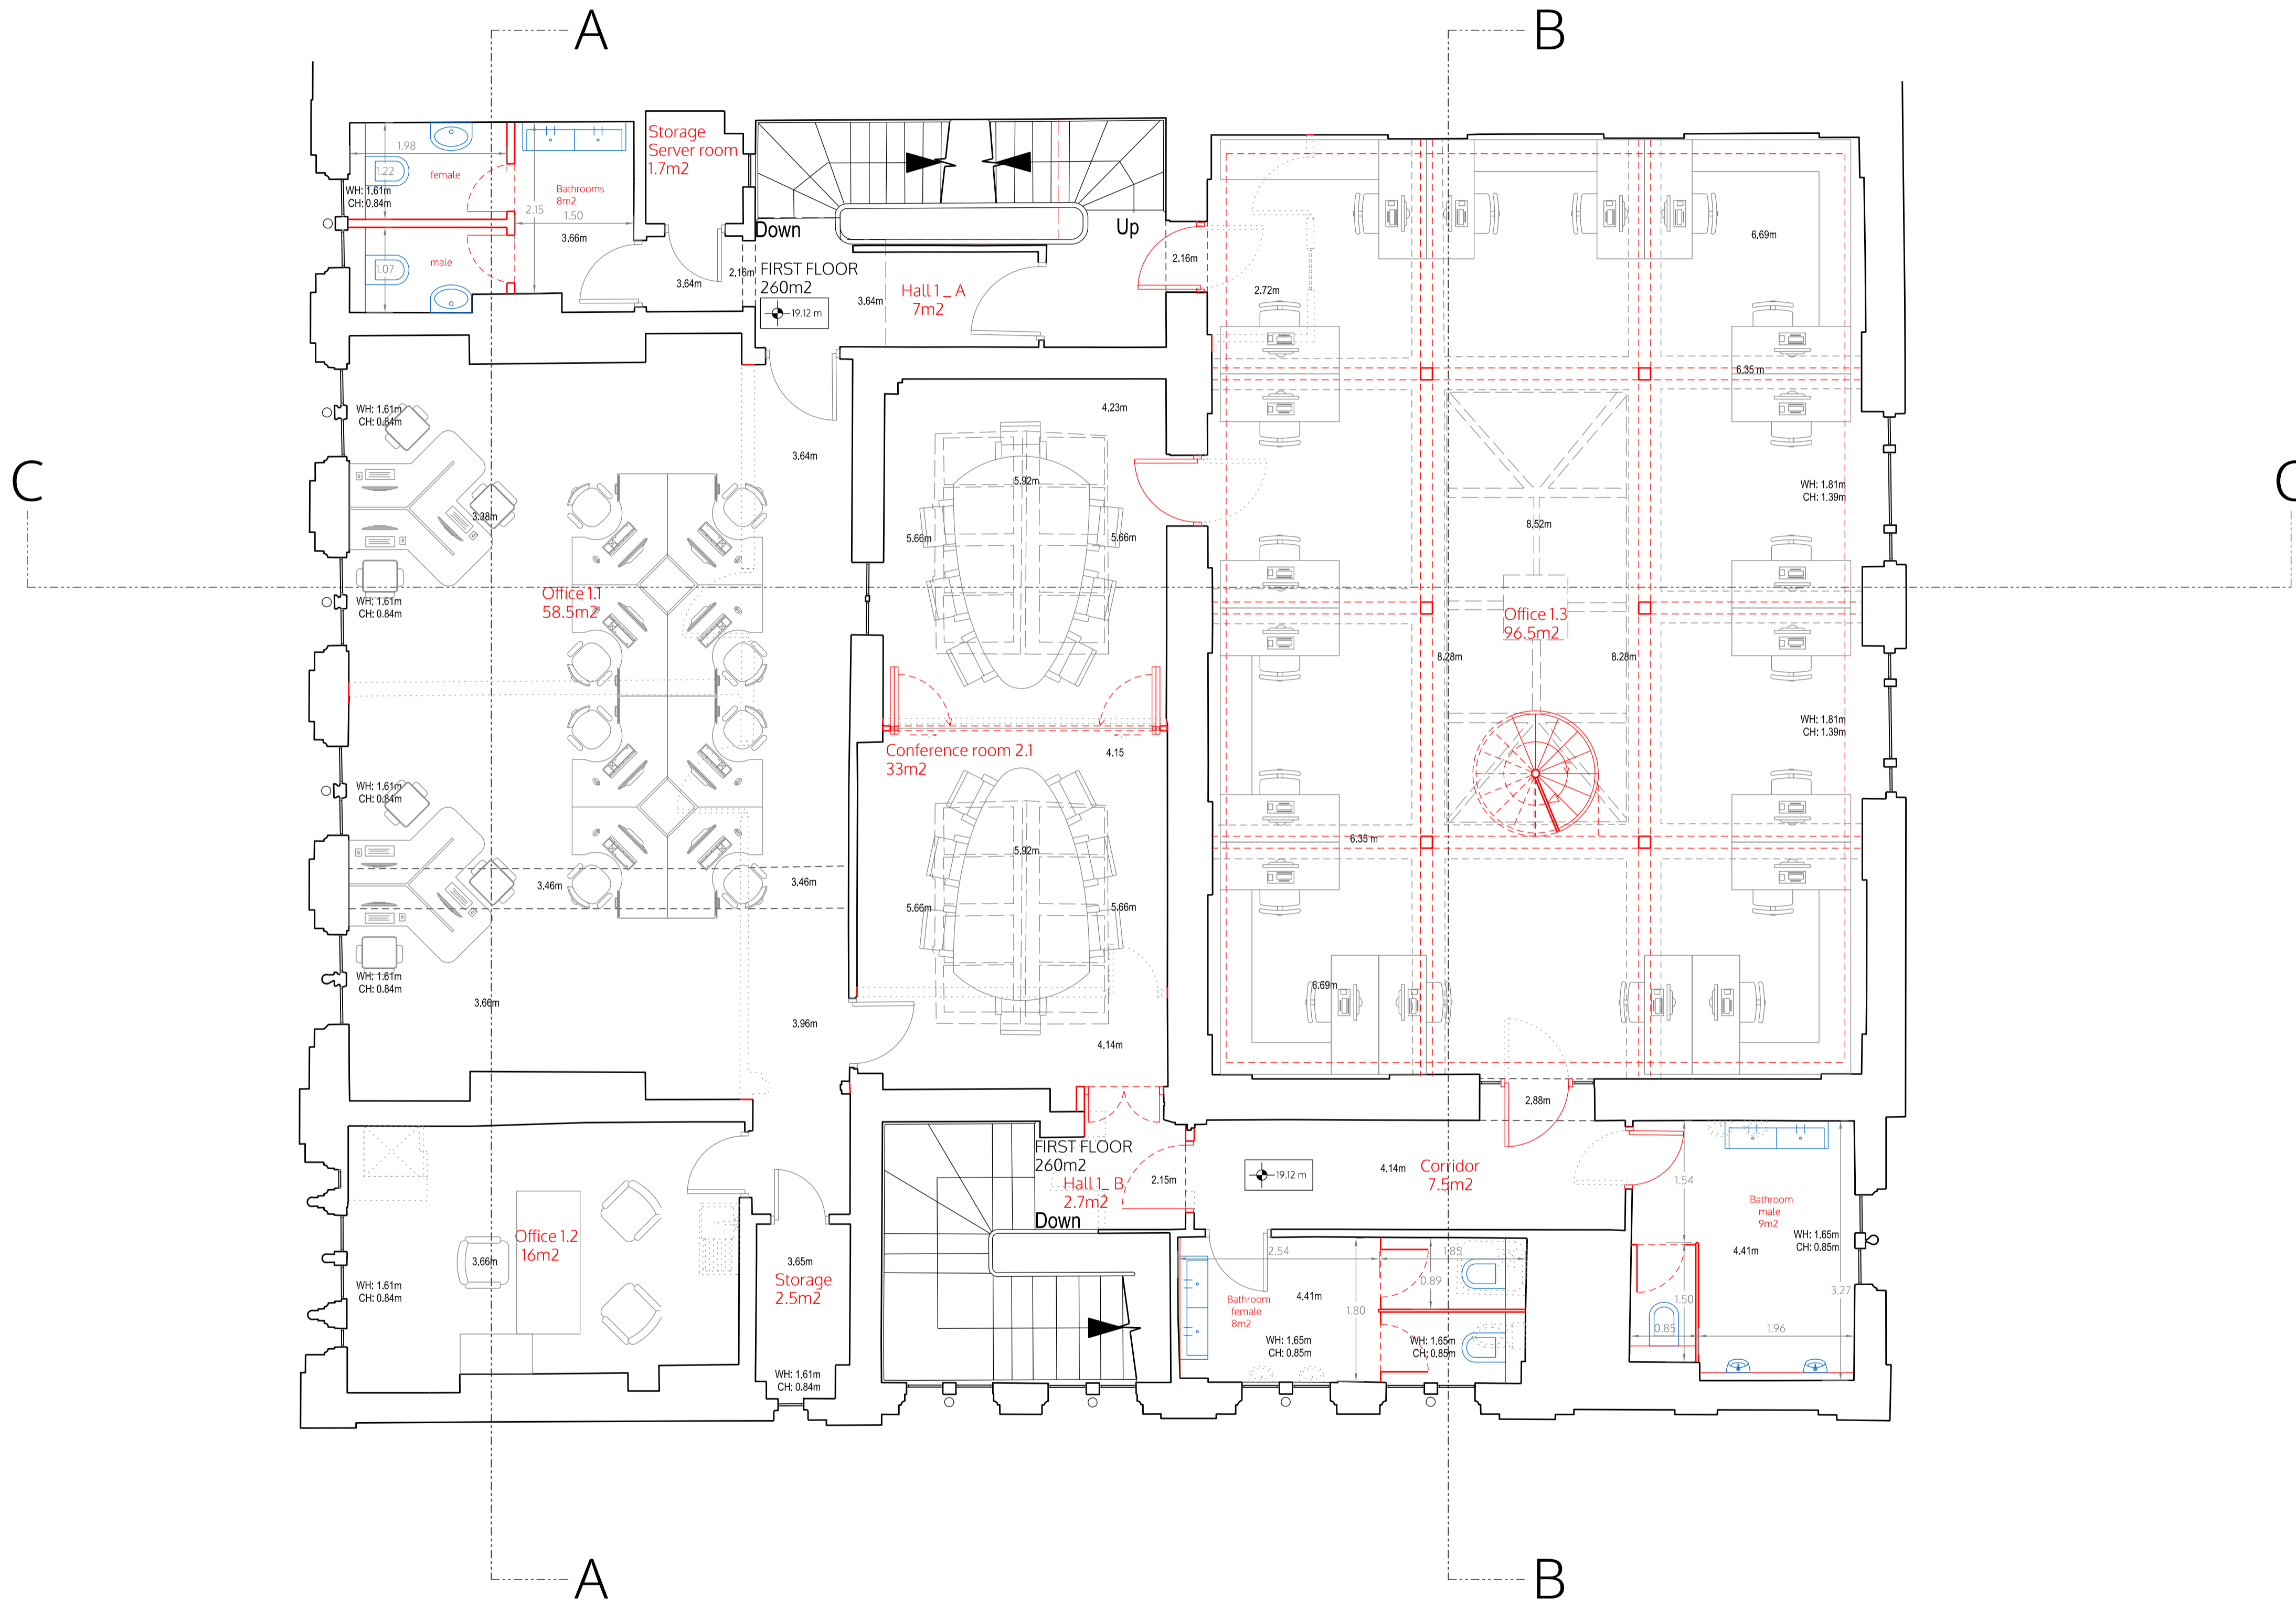 A
B
Storage
Server room
1.7m2
1.98
1.22
female
WH: 1.61m
CH: 0.84m
Bathrooms
8m2
2.15
1.50
3.66m
male
1.07
Down
Up
3.64m
2.16m
FIRST FLOOR
260m2
19.12 m
3.64m
Hall 1_ A
7m2
2.16m
2.72m
6.69m
6.35 m
WH: 1.61m
CH: 0.84m
4.23m
3.64m
C
C
5.92m
3.38m
5.66m
5.66m
WH: 1.81m
CH: 1.39m
8.52m
Office 1.1
58.5m2
WH: 1.61m
CH: 0.84m
Office 1.3
96.5m2
8.28m
8.28m
WH: 1.81m
CH: 1.39m
Conference room 2.1
33m2
4.15
WH: 1.61m
CH: 0.84m
6.35 m
5.92m
3.46m
3.46m
5.66m
5.66m
WH: 1.61m
CH: 0.84m
3.66m
6.69m
3.96m
4.14m
2.88m
FIRST FLOOR
260m2
Hall 1_ B
2.7m2
Down
2.15m
19.12 m
4.14m
Corridor
7.5m2
1.54
Bathroom
male
9m2
WH: 1.65m
CH: 0.85m
4.41m
3.27
1.50
0.85
1.96
Office 1.2
16m2
3.66m
WH: 1.61m
CH: 0.84m
3.65m
Storage
2.5m2
WH: 1.61m
CH: 0.84m
2.54
1.85
0.89
4.41m
Bathroom
female
8m2
1.80
WH: 1.65m
CH: 0.85m
WH: 1.65m
CH: 0.85m
A
B